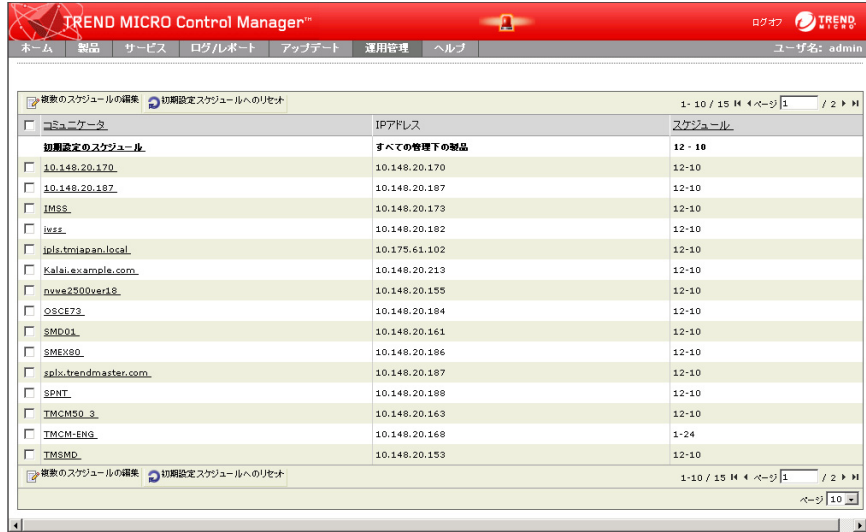 TREND MICRO Control Manager™
ログオフ
TREND MICRO
ホーム 製品 サービス ログ/レポート アップデート 運用管理 ヘルプ ユーザ名: admin
複数のスケジュールの編集 初期設定スケジュールへのリセット 1- 10 / 15 ページ 1 / 2
コミュニケータ IPアドレス スケジュール
初期設定のスケジュール すべての管理下の製品 12 - 10
10.148.20.170 10.148.20.170 12-10
10.148.20.187 10.148.20.187 12-10
IMSS 10.148.20.173 12-10
iwss 10.148.20.182 12-10
jpls.tmjapan.local 10.175.61.102 12-10
Kalai.example.com 10.148.20.213 12-10
nvwe2500ver18 10.148.20.155 12-10
OSCE73 10.148.20.184 12-10
SMD01 10.148.20.161 12-10
SMEX80 10.148.20.186 12-10
splx.trendmaster.com 10.148.20.187 12-10
SPNT 10.148.20.188 12-10
TMCM50_3 10.148.20.163 12-10
TMCM-ENG 10.148.20.168 1-24
TMSMD 10.148.20.153 12-10
複数のスケジュールの編集 初期設定スケジュールへのリセット 1-10 / 15 ページ 1 / 2
ページ 10